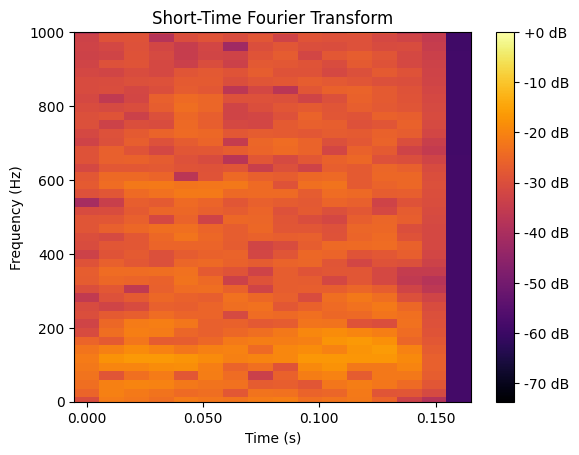 Short-Time Fourier Transform
1000
800
600
400
200
0
Frequency (Hz)
0.000
0.050
0.100
0.150
Time (s)
+0 dB
-10 dB
-20 dB
-30 dB
-40 dB
-50 dB
-60 dB
-70 dB